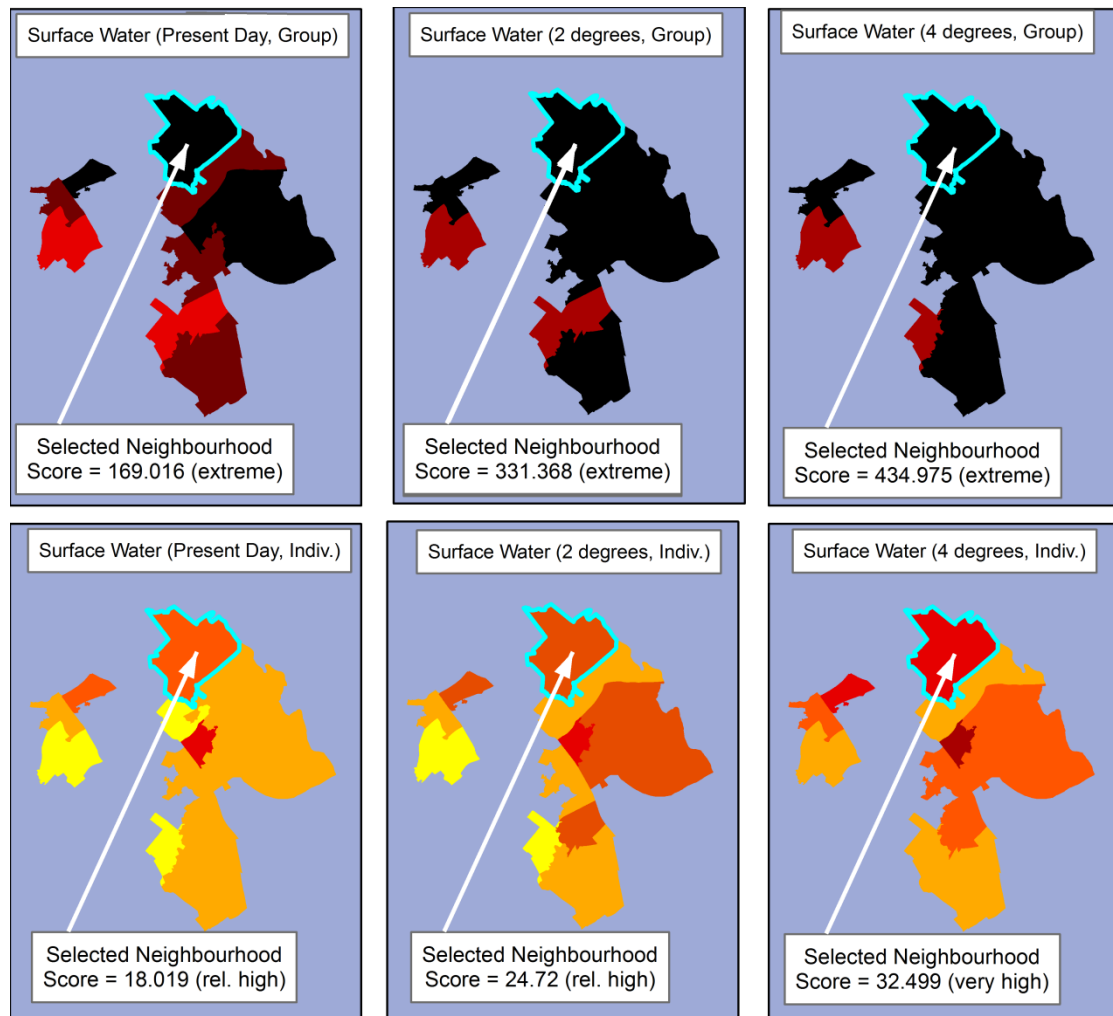 Surface Water (Present Day, Group)
Surface Water (2 degrees, Group)
Surface Water (4 degrees, Group)
Selected Neighbourhood
Score = 169.016 (extreme)
Selected Neighbourhood
Score = 331.368 (extreme)
Selected Neighbourhood
Score = 434.975 (extreme)
Surface Water (Present Day, Indiv.)
Surface Water (2 degrees, Indiv.)
Surface Water (4 degrees, Indiv.)
Selected Neighbourhood
Score = 18.019 (rel. high)
Selected Neighbourhood
Score = 24.72 (rel. high)
Selected Neighbourhood
Score = 32.499 (very high)